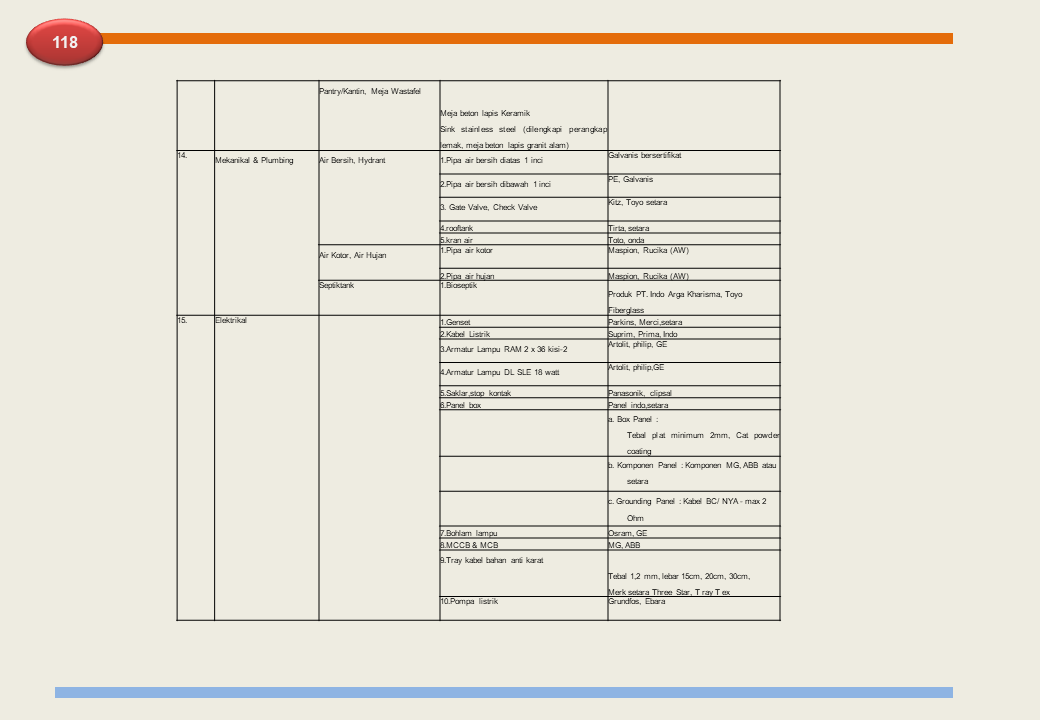 118
Pantry/Kantin, Meja Wastafel
Meja beton lapis Keramik
Sink stainless steel (dilengkapi perangkap
lemak, meja beton lapis granit alam)
14.
Mekanikal & Plumbing
Air Bersih, Hydrant
1.Pipa air bersih diatas 1 inci
Galvanis bersertifikat
2.Pipa air bersih dibawah 1 inci
PE, Galvanis
3. Gate Valve, Check Valve
Kitz, Toyo setara
4.rooftank
Tirta, setara
5.kran air
Toto, onda
Air Kotor, Air Hujan
1.Pipa air kotor
Maspion, Rucika (AW)
2.Pipa air hujan
Maspion, Rucika (AW)
Septiktank
1.Bioseptik
Produk PT. Indo Arga Kharisma, Toyo
Fiberglass
15.
Elektrikal
1.Genset
Parkins, Merci,setara
2.Kabel Listrik
Suprim, Prima, Indo
3.Armatur Lampu RAM 2 x 36 kisi-2
Artolit, philip, GE
4.Armatur Lampu DL SLE 18 watt
Artolit, philip,GE
5.Saklar,stop kontak
Panasonik, clipsal
6.Panel box
Panel indo,setara
a. Box Panel :
Tebal plat minimum 2mm, Cat powder
coating
b. Komponen Panel : Komponen MG, ABB atau
setara
c. Grounding Panel : Kabel BC/ NYA - max 2
Ohm
7.Bohlam lampu
Osram, GE
8.MCCB & MCB
MG, ABB
9.Tray kabel bahan anti karat
Tebal 1,2 mm, lebar 15cm, 20cm, 30cm,
Merk setara Three Star, T ray T ex
10.Pompa listrik
Grundfos, Ebara